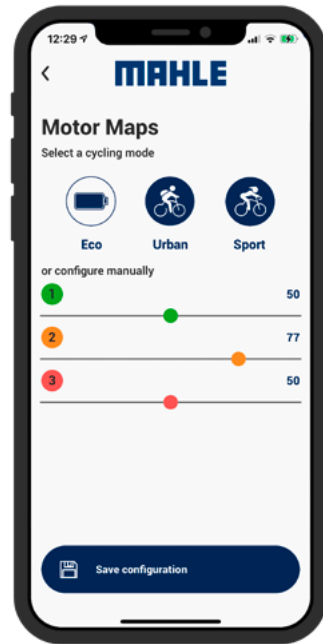 12:29
MAHLE
Motor Maps
Select a cycling mode
Eco Urban Sport
or configure manually
1 50
2 77
3 50
Save configuration